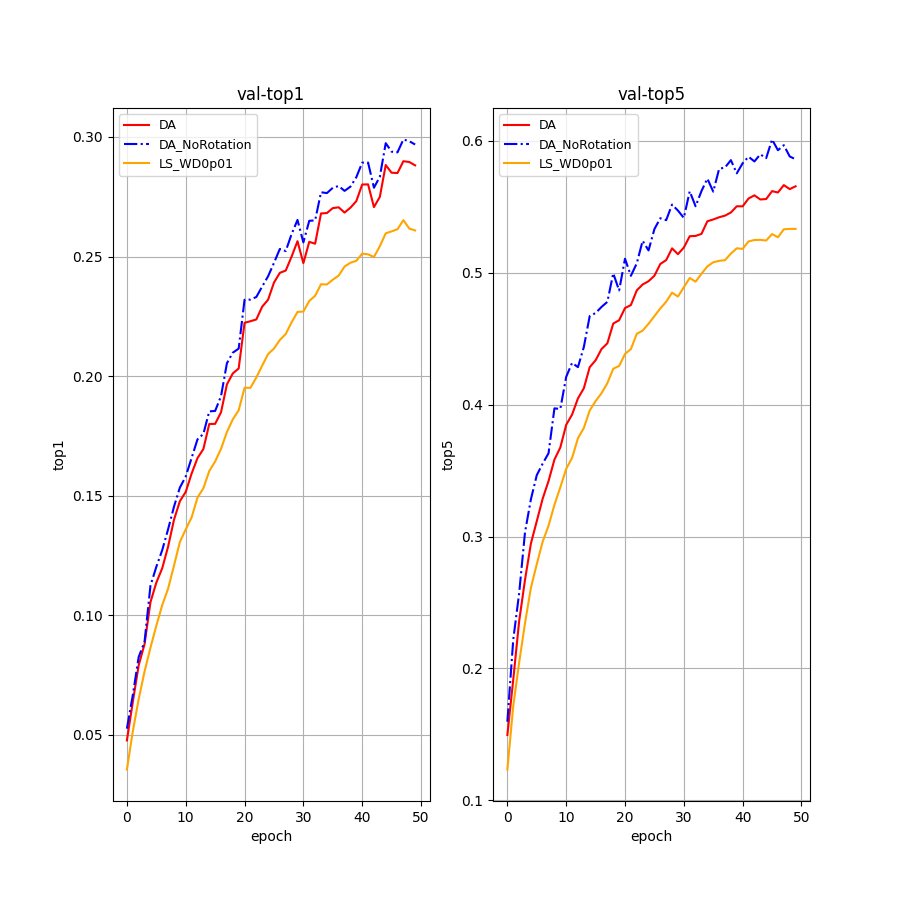 val-top1
DA
DA_NoRotation
LS_WD0p01
0.30
0.25
0.20
0.15
0.10
0.05
top1
0 10 20 30 40 50
epoch
val-top5
DA
DA_NoRotation
LS_WD0p01
0.6
0.5
0.4
0.3
0.2
0.1
top5
0 10 20 30 40 50
epoch